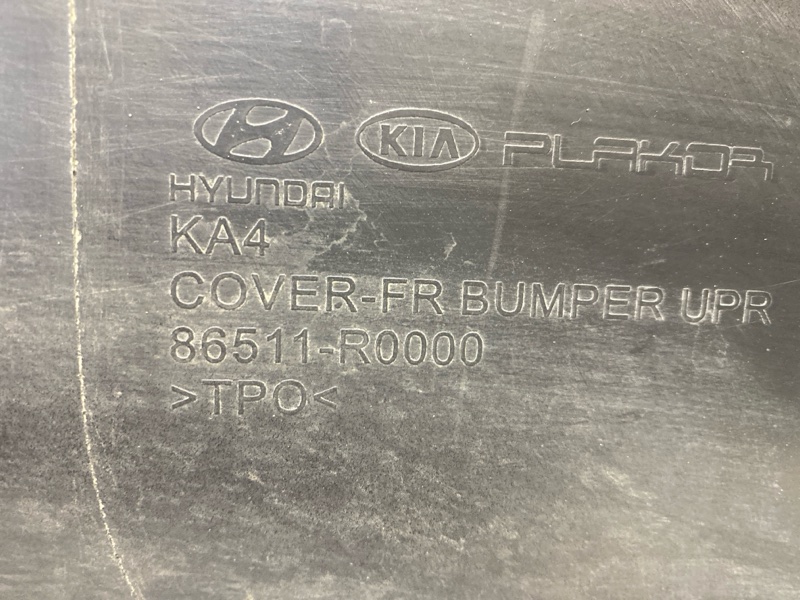 KIA PLAKOR
HYUNDAI
KA4
COVER-FR BUMPER UPR
86511-R0000
>TPO<